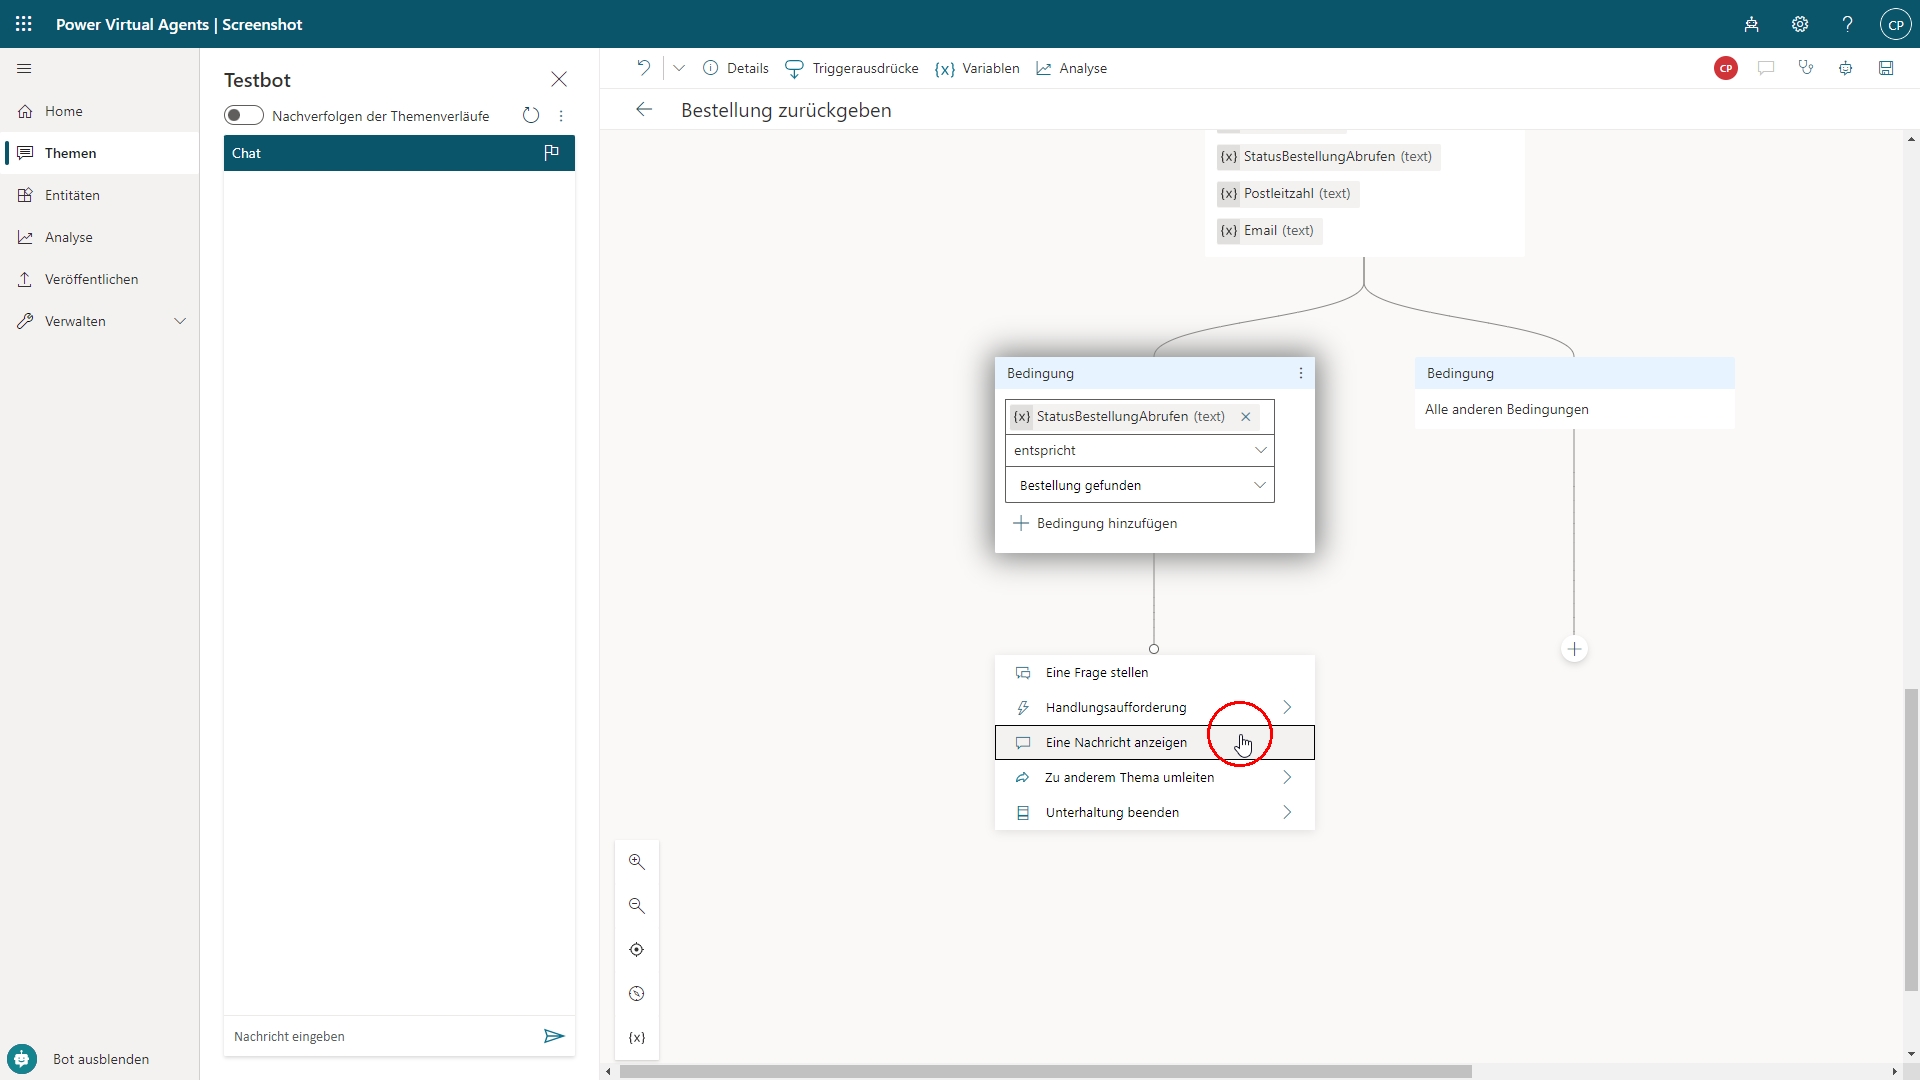 Power Virtual Agents | Screenshot
CP
Home
Themen
Entitäten
Analyse
Veröffentlichen
Verwalten
Bot ausblenden
Testbot
Nachverfolgen der Themenverläufe
Chat
Nachricht eingeben
Details
Triggerausdrücke
{x} Variablen
Analyse
CP
Bestellung zurückgeben
{x} StatusBestellungAbrufen (text)
{x} Postleitzahl (text)
{x} Email (text)
Bedingung
{x} StatusBestellungAbrufen (text)
entspricht
Bestellung gefunden
Bedingung hinzufügen
Bedingung
Alle anderen Bedingungen
Eine Frage stellen
Handlungsaufforderung
Eine Nachricht anzeigen
Zu anderem Thema umleiten
Unterhaltung beenden
{x}